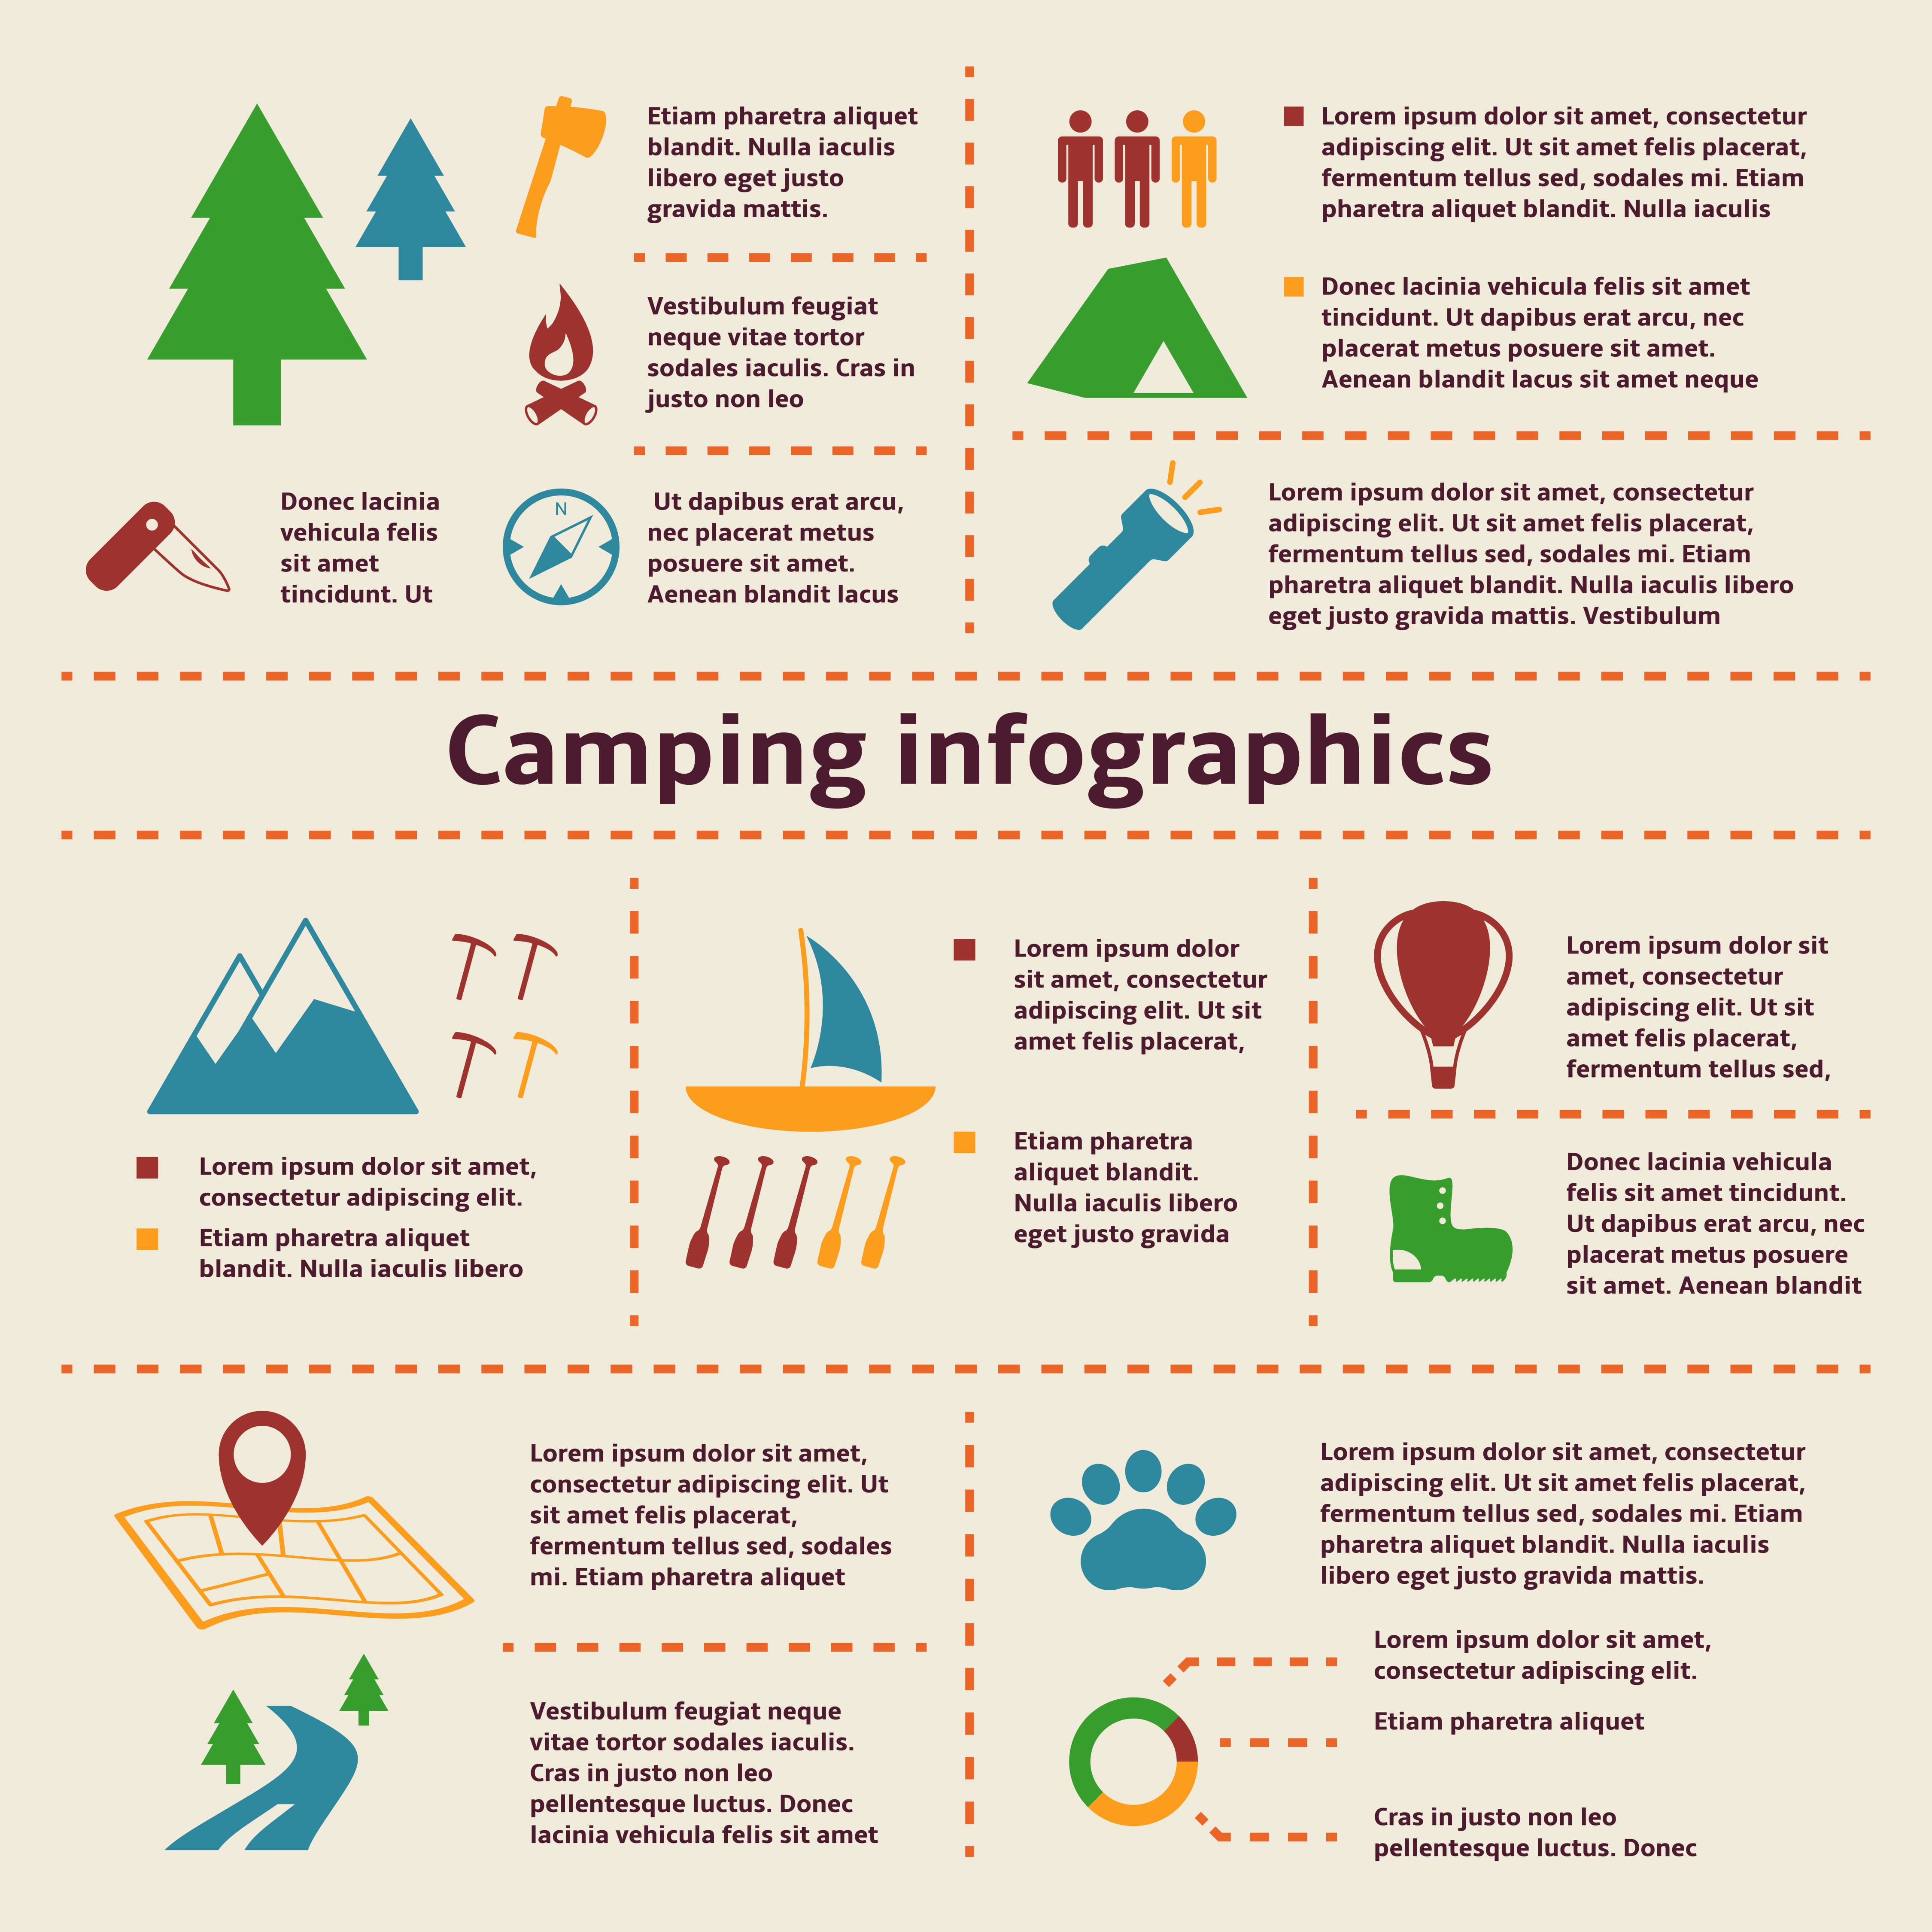 Etiam pharetra aliquet
blandit. Nulla iaculis
libero eget justo
gravida mattis.
Vestibulum feugiat
neque vitae tortor
sodales iaculis. Cras in
justo non leo
Donec lacinia
vehicula felis
sit amet
tincidunt. Ut
N
Ut dapibus erat arcu,
nec placerat metus
posuere sit amet.
Aenean blandit lacus
Lorem ipsum dolor sit amet, consectetur
adipiscing elit. Ut sit amet felis placerat,
fermentum tellus sed, sodales mi. Etiam
pharetra aliquet blandit. Nulla iaculis
Donec lacinia vehicula felis sit amet
tincidunt. Ut dapibus erat arcu, nec
placerat metus posuere sit amet.
Aenean blandit lacus sit amet neque
Lorem ipsum dolor sit amet, consectetur
adipiscing elit. Ut sit amet felis placerat,
fermentum tellus sed, sodales mi. Etiam
pharetra aliquet blandit. Nulla iaculis libero
eget justo gravida mattis. Vestibulum
Camping infographics
Lorem ipsum dolor sit amet,
consectetur adipiscing elit.
Etiam pharetra aliquet
blandit. Nulla iaculis libero
Lorem ipsum dolor
sit amet, consectetur
adipiscing elit. Ut sit
amet felis placerat,
Etiam pharetra
aliquet blandit.
Nulla iaculis libero
eget justo gravida
Lorem ipsum dolor sit
amet, consectetur
adipiscing elit. Ut sit
amet felis placerat,
fermentum tellus sed,
Donec lacinia vehicula
felis sit amet tincidunt.
Ut dapibus erat arcu, nec
placerat metus posuere
sit amet. Aenean blandit
Lorem ipsum dolor sit amet,
consectetur adipiscing elit. Ut
sit amet felis placerat,
fermentum tellus sed, sodales
mi. Etiam pharetra aliquet
Vestibulum feugiat neque
vitae tortor sodales iaculis.
Cras in justo non leo
pellentesque luctus. Donec
lacinia vehicula felis sit amet
Lorem ipsum dolor sit amet, consectetur
adipiscing elit. Ut sit amet felis placerat,
fermentum tellus sed, sodales mi. Etiam
pharetra aliquet blandit. Nulla iaculis
libero eget justo gravida mattis.
Lorem ipsum dolor sit amet,
consectetur adipiscing elit.
Etiam pharetra aliquet
Cras in justo non leo
pellentesque luctus. Donec